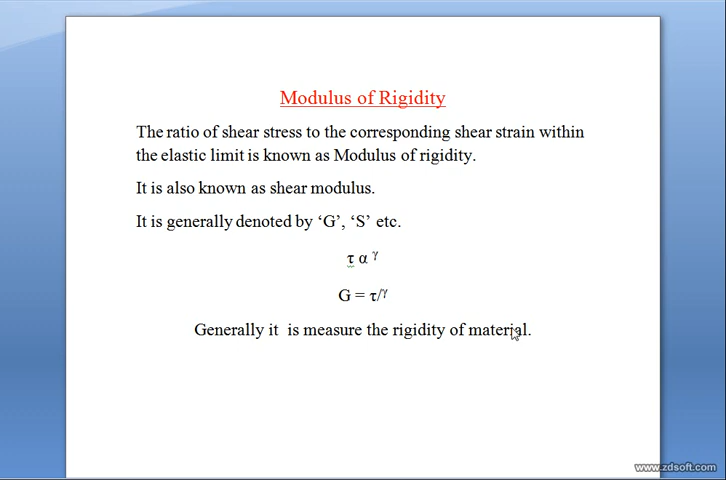 Modulus of Rigidity
The ratio of shear stress to the corresponding shear strain within
the elastic limit is known as Modulus of rigidity.
It is also known as shear modulus.
It is generally denoted by ‘G’, ‘S’ etc.
τ α γ
G = τ/γ
Generally it  is measure the rigidity of material.
www.zdsoft.com